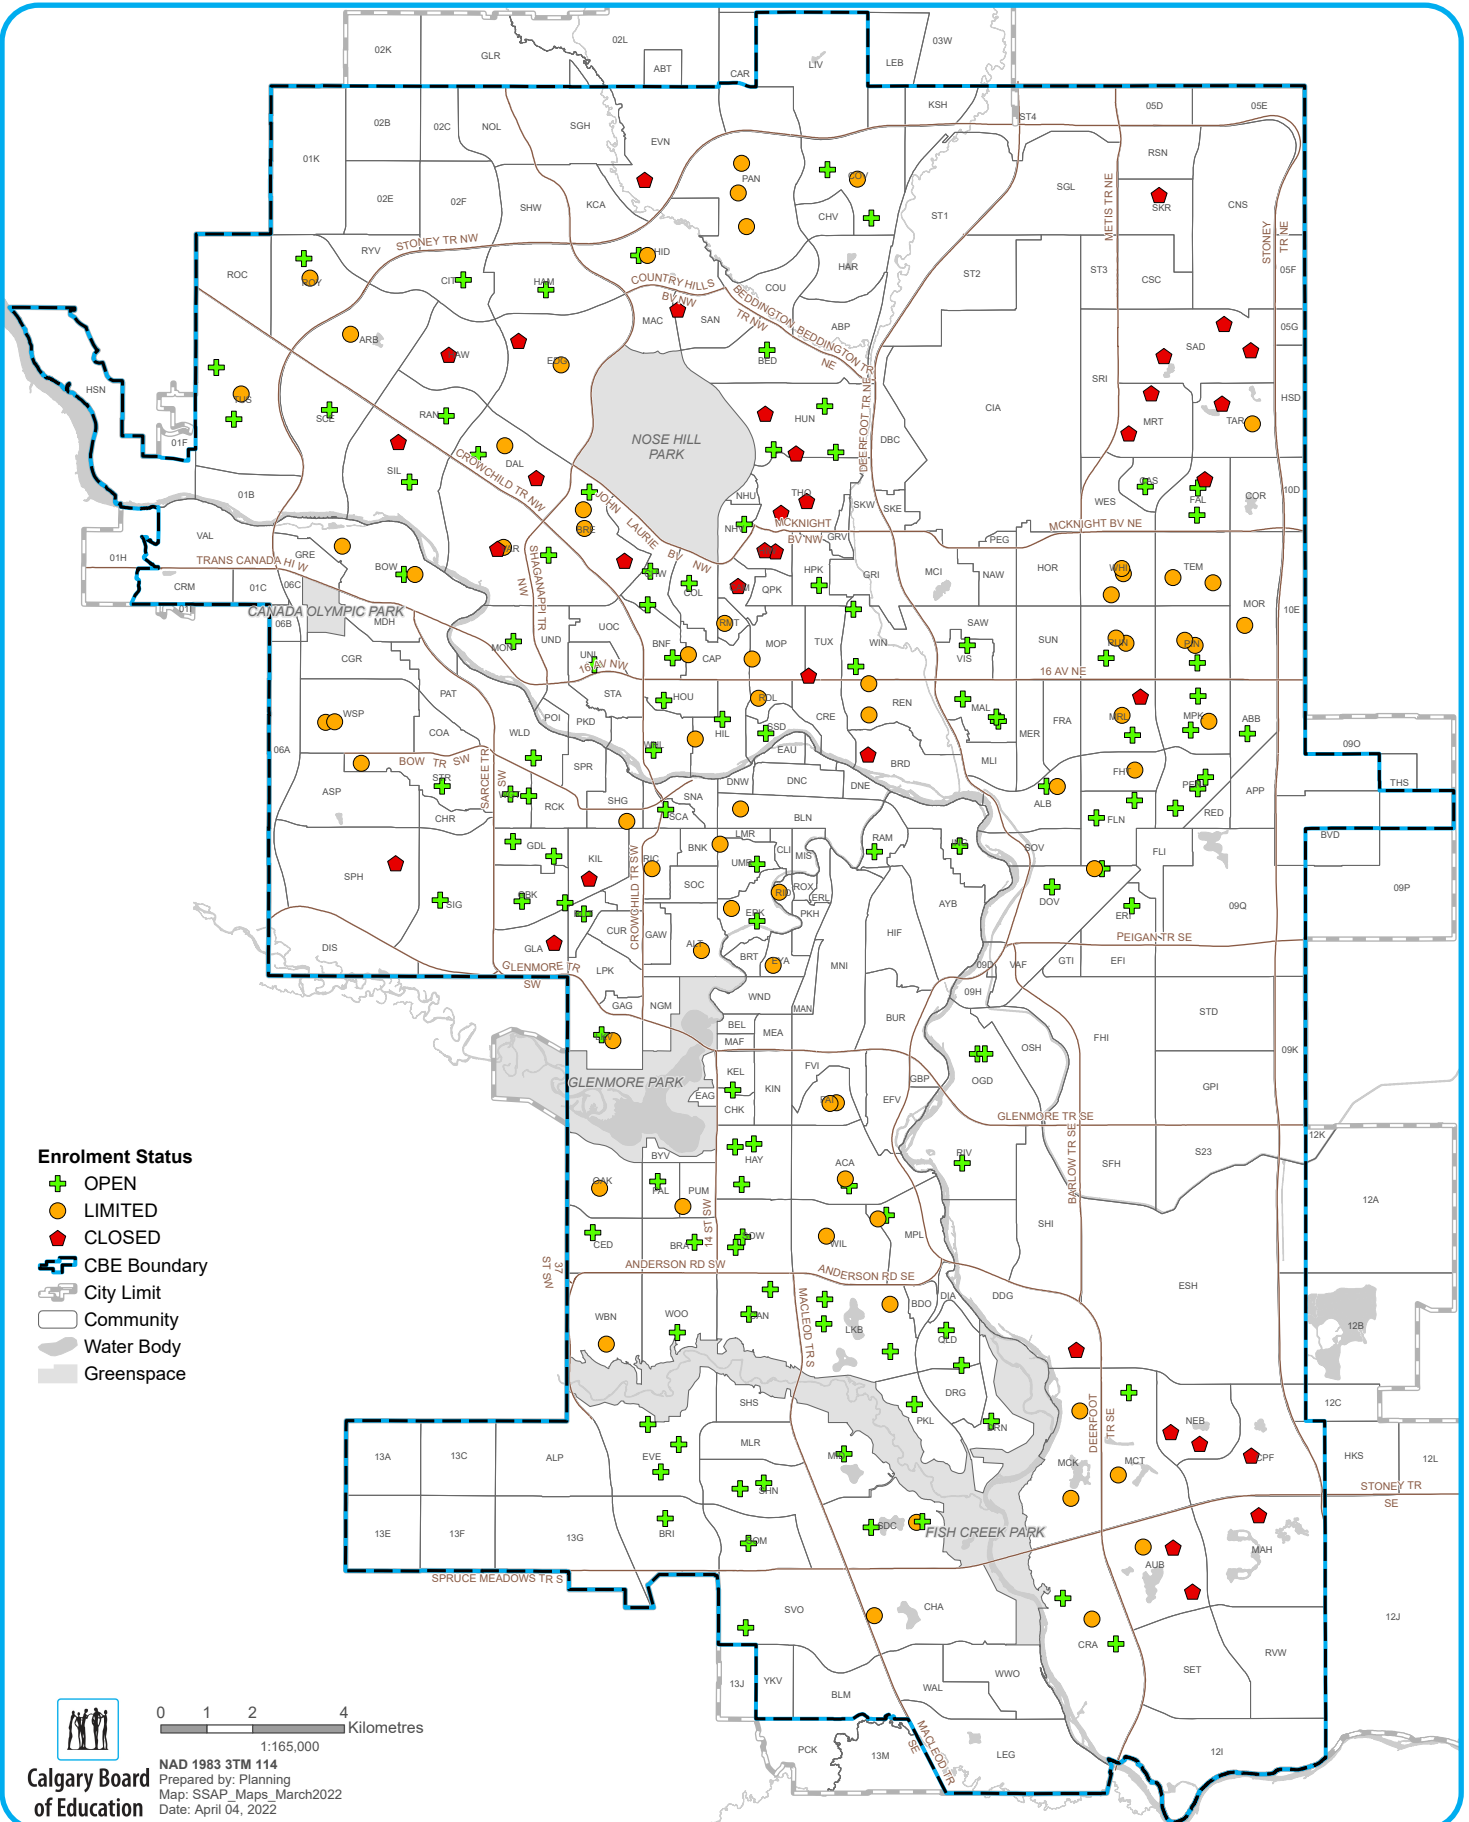 02K
GLR
02L
ABT
CAR
LIV
LEB
03W
KSH
ST4
05D
05E
01K
02B
02C
NOL
SGH
EVN
RSN
02E
02F
SHW
KCA
PAN
COV
CHV
ST1
SGL
METIS TR NE
SKR
CNS
STONEY
TR NE
ROC
RYV
STONEY TR NW
ROY
CIT
HAM
HID
COUNTRY HILLS
BV NW
COU
HAR
ST2
ST3
CSC
05F
MAC
SAN
BEDDINGTON
TR NW
BEDDINGTON TR
NE
ABP
ARB
HAW
EDG
BED
SAD
05G
HSN
TUS
SCE
RAN
NOSE HILL
PARK
HUN
DEERFOOT TR NE
CIA
SRI
MRT
TAR
HSD
01F
01B
SIL
DAL
CROWCHILD TR NW
JOHN
LAURIE
BV NW
DBC
NHU
THO
SKW
SKE
WES
CAS
FAL
COR
10D
VAL
GRE
BRE
NHV
MCKNIGHT
BV NW
GRV
PEG
MCKNIGHT BV NE
01H
TRANS CANADA HI W
CRM
01C
06C
BOW
VAR
SHAGANAPPI TR
NW
COL
QPK
HPK
GRI
MCI
NAW
HOR
WHI
TEM
MOR
10E
CANADA OLYMPIC PARK
06B
MDH
MON
UND
UOC
UNI
BNF
CAP
RMT
MOP
TUX
WIN
SAW
VIS
SUN
RUN
PIN
16 AV NW
16 AV NE
CGR
PAT
STA
HOU
WSP
06A
COA
WLD
POI
PKD
HIL
RDL
SSD
CRE
REN
MAL
MER
FRA
MRL
MPK
ABB
BOW TR SW
EAU
BRD
MLI
09O
THS
ASP
STR
CHR
SARCEE TR
SW
RCK
SPR
SHG
SNA
SCA
DNW
DNC
DNE
BLN
ALB
FHT
FLN
PEN
RED
APP
BVD
SPH
GDL
KIL
RIC
CROWCHILD TR SW
BNK
LMR
UMR
CLI
MIS
RAM
SOV
FLI
SIG
GBK
SOC
RID
ROX
ERL
PKH
AYB
DOV
ERI
09Q
09P
DIS
GLA
CUR
GAW
ALT
EPK
BRT
EYA
MNI
HIF
PEIGAN TR SE
09D
VAF
GTI
EFI
GLENMORE TR
SW
LPK
GAG
NGM
WND
MAN
BUR
09H
STD
BEL
MAF
MEA
FHI
OSH
09K
GLENMORE PARK
KEL
EAG
CHK
KIN
FVI
FAI
EFV
GBP
OGD
GPI
GLENMORE TR SE
12K
BYV
HAY
ACA
RIV
BARLOW TR SE
SFH
S23
12A
OAK
PAL
PUM
14 ST SW
CED
BRA
SOW
WIL
MPL
SHI
37
ST SW
ANDERSON RD SW
ANDERSON RD SE
WBN
WOO
CAN
MACLEOD TR S
LKB
BDO
DIA
QLD
DDG
ESH
12B
SHS
DRG
PKL
DRN
DEERFOOT
TR SE
12C
13A
13C
ALP
EVE
MLR
MID
MCK
MCT
NEB
CPF
HKS
12L
STONEY TR
SE
SHN
13E
13F
13G
BRI
SOM
SDC
FISH CREEK PARK
AUB
MAH
SPRUCE MEADOWS TR S
SVO
CHA
CRA
SET
RVW
12J
13J
YKV
BLM
WAL
WWO
PCK
13M
MACLEOD TR
SE
LEG
12I
Enrolment Status
OPEN
LIMITED
CLOSED
CBE Boundary
City Limit
Community
Water Body
Greenspace
0 1 2 4
Kilometres
1:165,000
Calgary Board
of Education
NAD 1983 3TM 114
Prepared by: Planning
Map: SSAP_Maps_March2022
Date: April 04, 2022